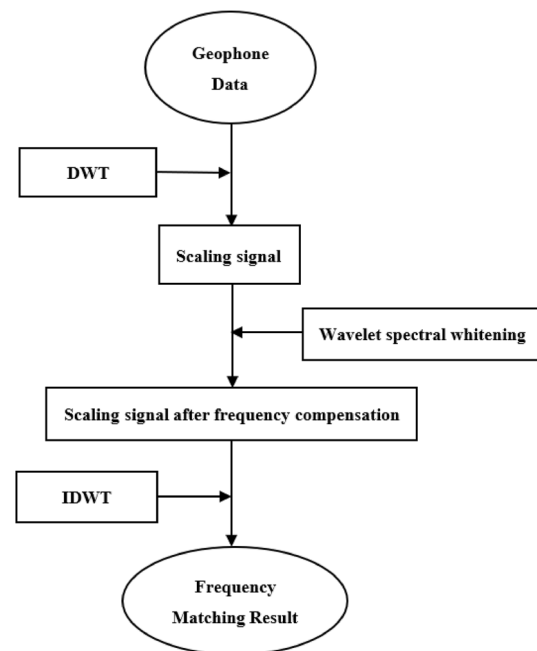 Geophone
Data
DWT
Scaling signal
Wavelet spectral whitening
Scaling signal after frequency compensation
IDWT
Frequency
Matching Result